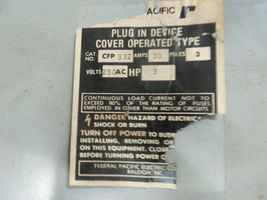 PACIFIC
PLUG IN DEVICE
COVER OPERATED TYPE
CAT. NO. CFP 332 AMPS 30 POLES 3
VOLTS 250 AC HP 3
CONTINUOUS LOAD CURRENT NOT TO
EXCEED 80% OF THE RATING OF FUSES
EMPLOYED IN OTHER THAN MOTOR CIRCUITS
DANGER HAZARD OF ELECTRIC
SHOCK OR BURN
TURN OFF POWER TO BUSW
INSTALLING, REMOVING OR
THIS EQUIPMENT. CLOSE
BEFORE TURNING POWER
FEDERAL PACIFIC ELECTRIC
RALEIGH, NC